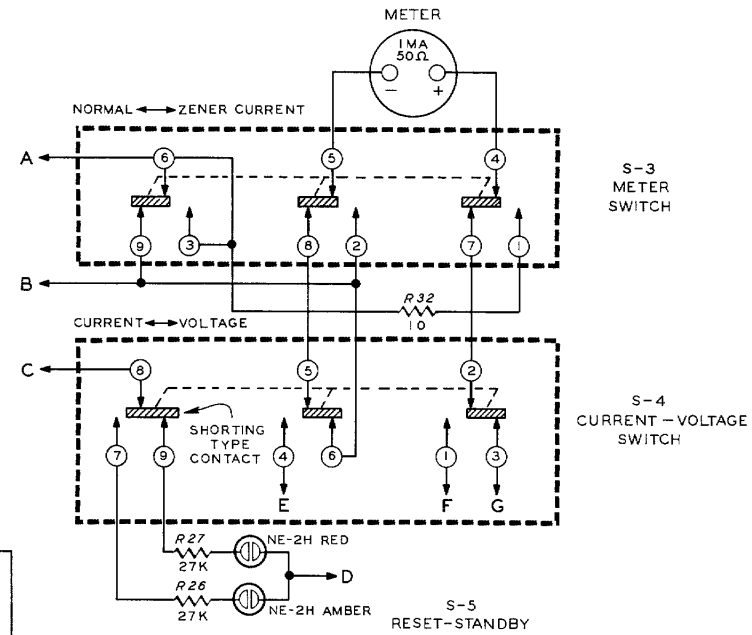 METER
1MA
50Ω
− +
NORMAL ↔ ZENER CURRENT
A
6 5 4
S-3
METER
SWITCH
9 3 8 2 7 1
B
R32
10
CURRENT ↔ VOLTAGE
C
8 5 2
S-4
CURRENT-VOLTAGE
SWITCH
SHORTING
TYPE
CONTACT
7 9 4 6 1 3
E F G
R27
27K
NE-2H RED
D
R26
27K
NE-2H AMBER
S-5
RESET-STANDBY